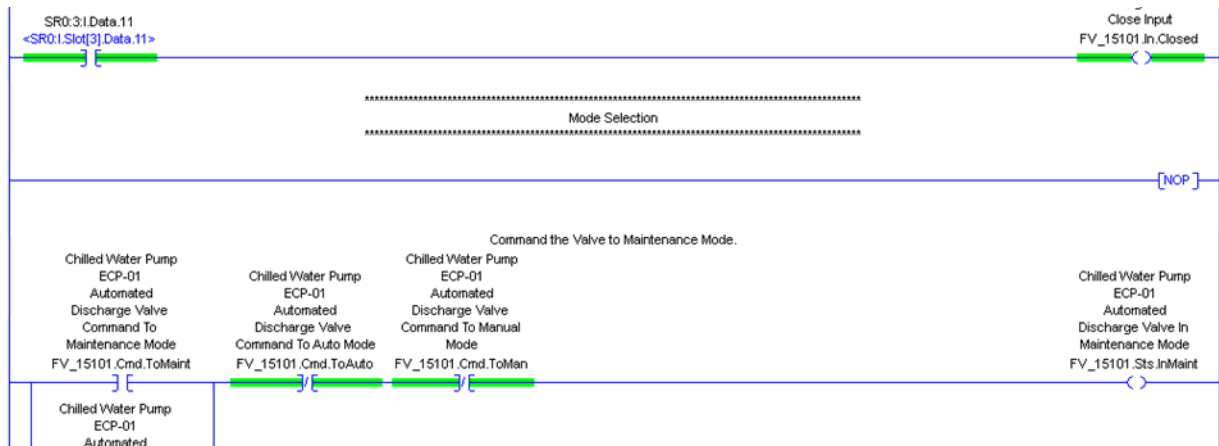 SR0:3:I.Data.11
<SR0:I.Slot[3].Data.11>
Close Input
FV_15101.In.Closed
****************************************************************************************************
Mode Selection
****************************************************************************************************
NOP
Command the Valve to Maintenance Mode.
Chilled Water Pump
ECP-01
Automated
Discharge Valve
Command To
Maintenance Mode
FV_15101.Cmd.ToMaint
Chilled Water Pump
ECP-01
Automated
Discharge Valve
Command To Auto Mode
FV_15101.Cmd.ToAuto
Chilled Water Pump
ECP-01
Automated
Discharge Valve
Command To Manual
Mode
FV_15101.Cmd.ToMan
Chilled Water Pump
ECP-01
Automated
Discharge Valve In
Maintenance Mode
FV_15101.Sts.InMaint
Chilled Water Pump
ECP-01
Automated